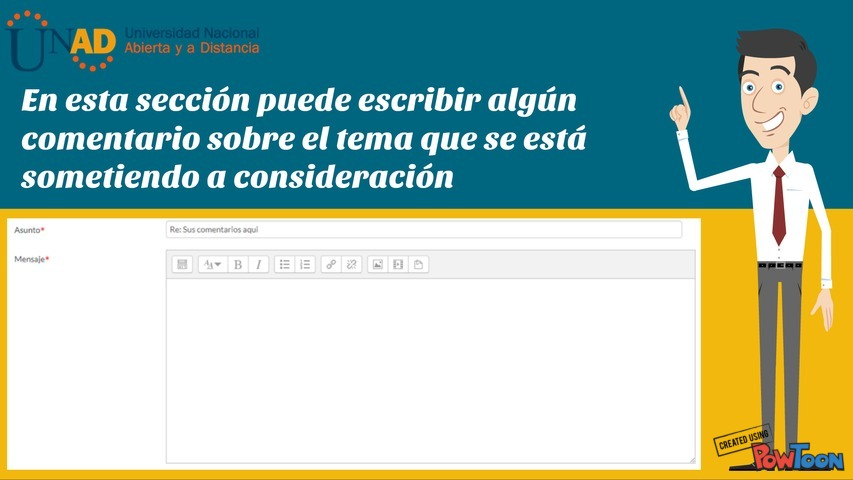 UNAD Universidad Nacional
Abierta y a Distancia
En esta sección puede escribir algún
comentario sobre el tema que se está
sometiendo a consideración
Asunto* Re: Sus comentarios aqui
Mensaje*
B I
CREATED USING
POWTOON